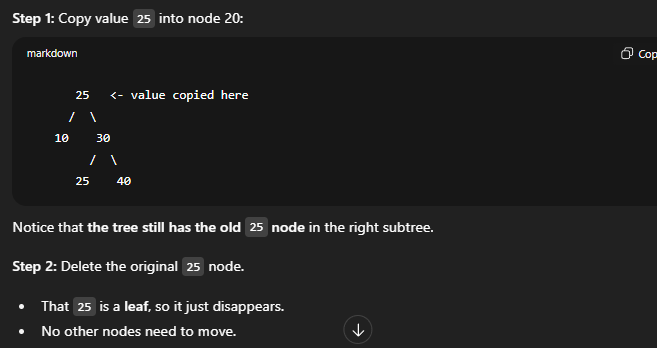 Step 1: Copy value 25 into node 20:
markdown
Cop
25 <- value copied here
/ \
10 30
/ \
25 40
Notice that the tree still has the old 25 node in the right subtree.
Step 2: Delete the original 25 node.
• That 25 is a leaf, so it just disappears.
• No other nodes need to move.